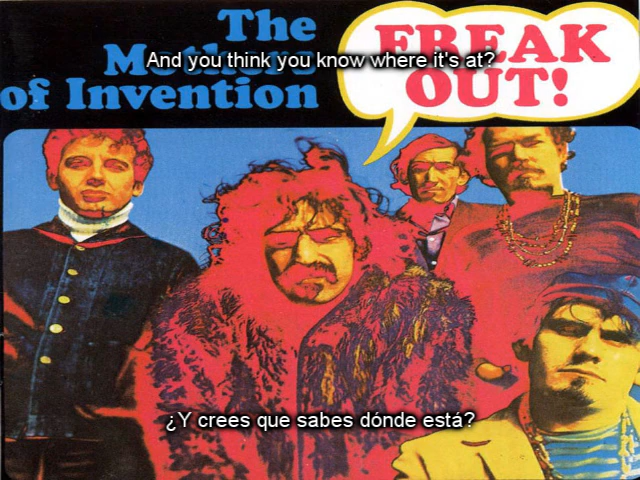 The
Mothers
of Invention
FREAK
OUT!
And you think you know where it's at?
¿Y crees que sabes dónde está?